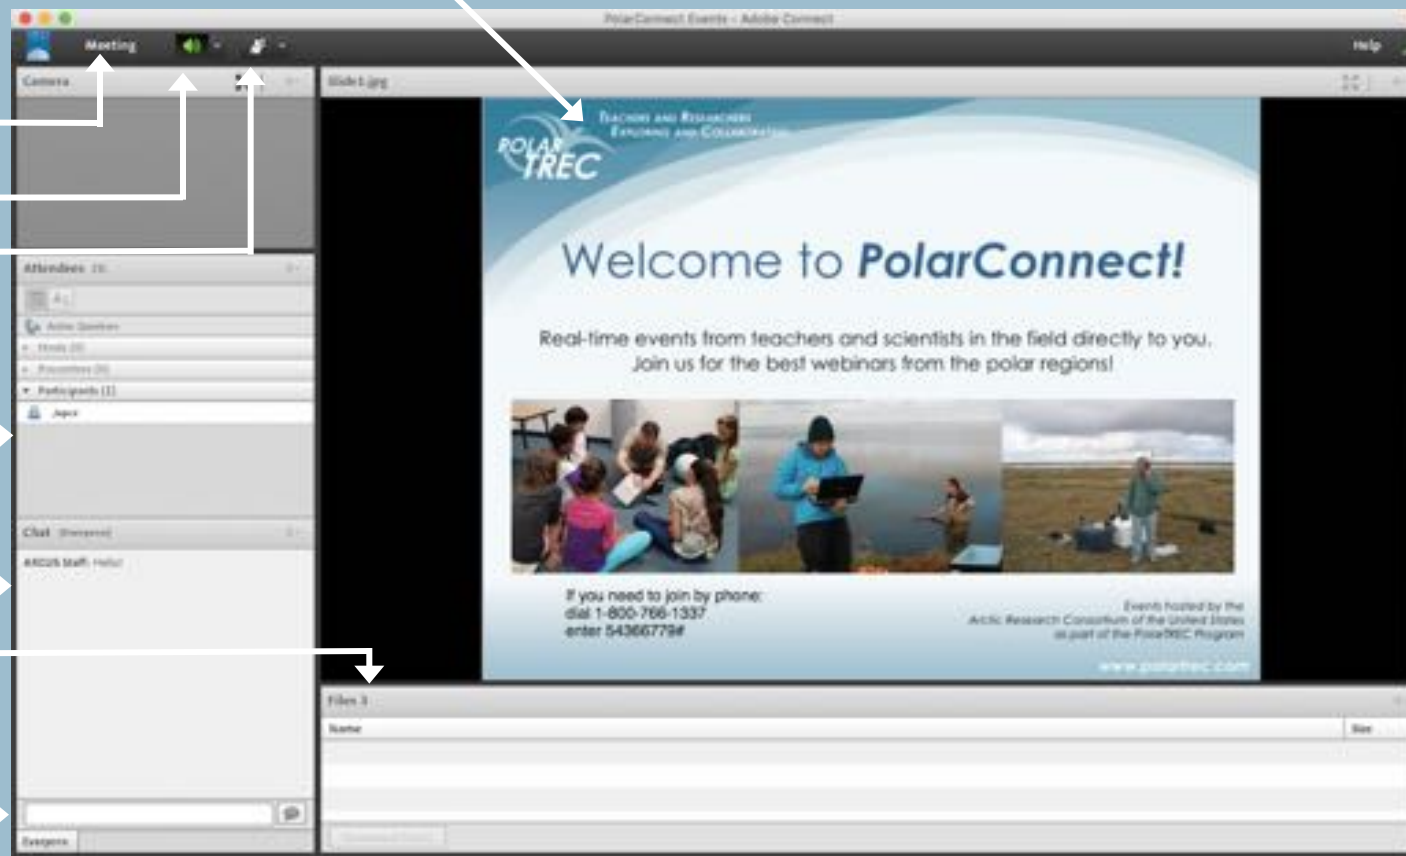 PolarConnect Events - Adobe Connect
Meeting
Help
Camera
Slide1.jpg
TEACHERS AND RESEARCHERS
EXPLORING AND COLLABORATING
POLAR
TREC
Welcome to PolarConnect!
Real-time events from teachers and scientists in the field directly to you.
Join us for the best webinars from the polar regions!
Attendees
Hosts
Participants (1)
Joyce
Chat (Everyone)
ARCUS Staff: Hello!
If you need to join by phone:
dial 1-800-766-1337
enter 54366779#
Events hosted by the
Arctic Research Consortium of the United States
as part of the PolarTREC Program
www.polartrec.com
Files 3
Name
Size
Everyone